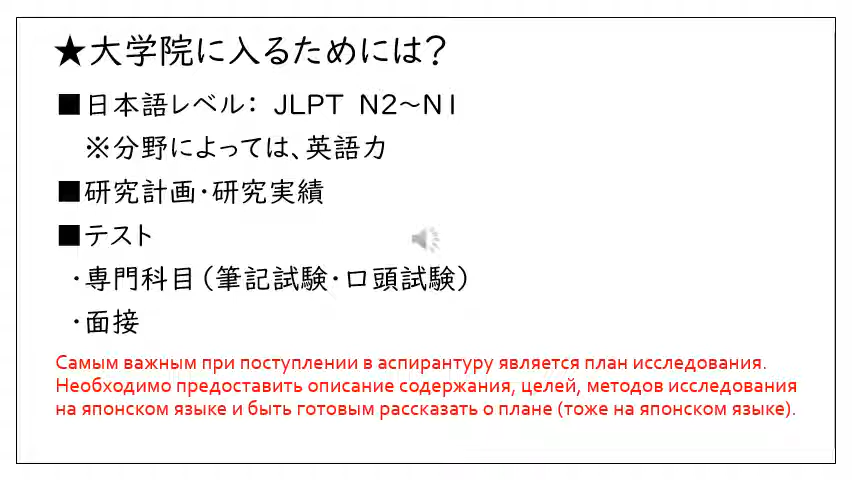 ★大学院に入るためには？
■日本語レベル： JLPT N2～N1
※分野によっては、英語力
■研究計画・研究実績
■テスト
・専門科目（筆記試験・口頭試験）
・面接
Самым важным при поступлении в аспирантуру является план исследования.
Необходимо предоставить описание содержания, целей, методов исследования
на японском языке и быть готовым рассказать о плане (тоже на японском языке).